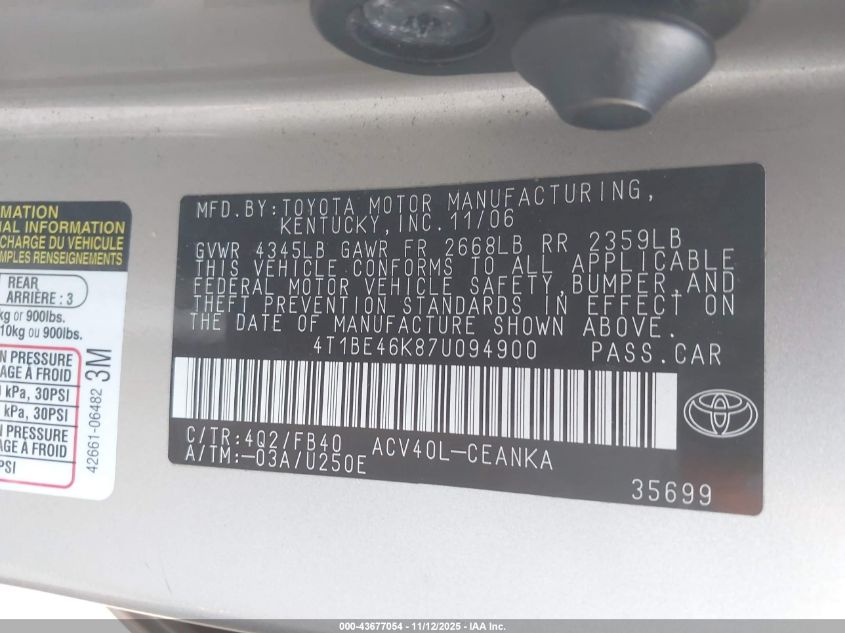 MFD.BY:TOYOTA MOTOR MANUFACTURING,
KENTUCKY, INC.11/06
GVWR 4345LB GAWR FR 2668LB RR 2359LB
THIS VEHICLE CONFORMS TO ALL APPLICABLE
FEDERAL MOTOR VEHICLE SAFETY,BUMPER,AND
THEFT PREVENTION STANDARDS IN EFFECT ON
THE DATE OF MANUFACTURE SHOWN ABOVE.
4T1BE46K87U094900 PASS.CAR
C/TR:4Q2/FB40 ACV40L-CEANKA
A/TM:-03A/U250E
35699
MATION
AL INFORMATION
CHARGE DU VÉHICULE
MPLES RENSEIGNEMENTS
REAR
ARRIÈRE : 3
kg or 900lbs.
10kg ou 900lbs.
N PRESSURE
AGE À FROID
kPa, 30PSI
kPa, 30PSI
N PRESSURE
À FROID
PSI
42661-06482 3M
000-43677054 - 11/12/2025 - IAA Inc.